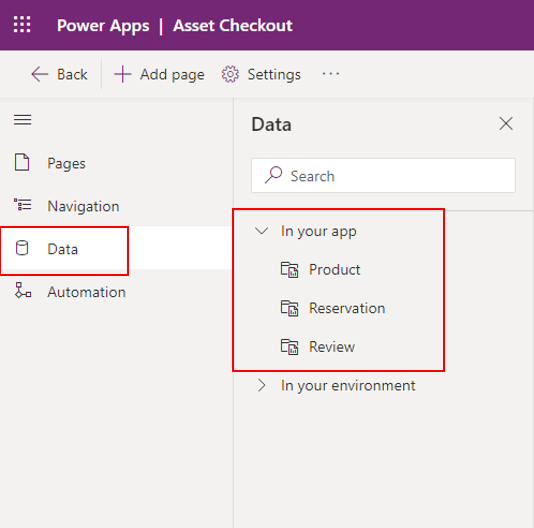 Power Apps | Asset Checkout
Back Add page Settings ...
Data
Search
Pages
Navigation
Data
Automation
In your app
Product
Reservation
Review
In your environment